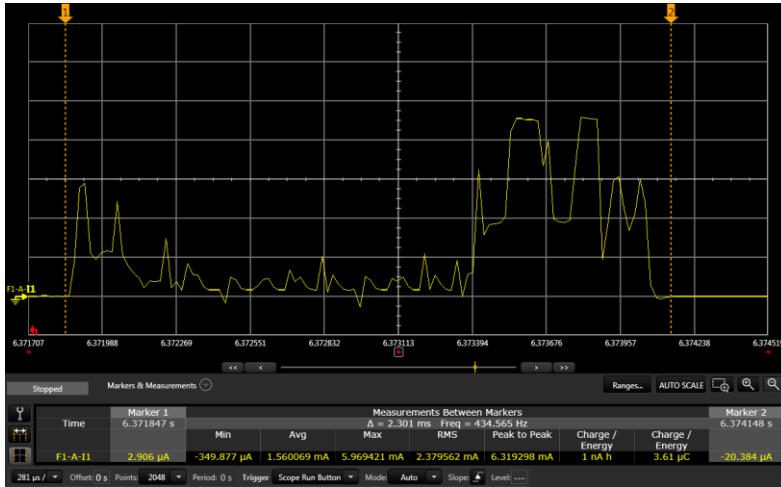 1 2
F1-A-I1
6.371707 6.371988 6.372269 6.372551 6.372832 6.373113 6.373394 6.373676 6.373957 6.374238 6.374519
<< < > >>
Stopped Markers & Measurements Ranges... AUTO SCALE
Marker 1 Measurements Between Markers Marker 2
Time 6.371847 s Δ = 2.301 ms Freq = 434.565 Hz 6.374148 s
Min Avg Max RMS Peak to Peak Charge / Energy Charge / Energy
F1-A-I1 2.906 µA -349.877 µA 1.560069 mA 5.969421 mA 2.379562 mA 6.319298 mA 1 nA h 3.61 µC -20.384 µA
281 µs / Offset: 0 s Points: 2048 Period: 0 s Trigger Scope Run Button Mode: Auto Slope: Level: ---